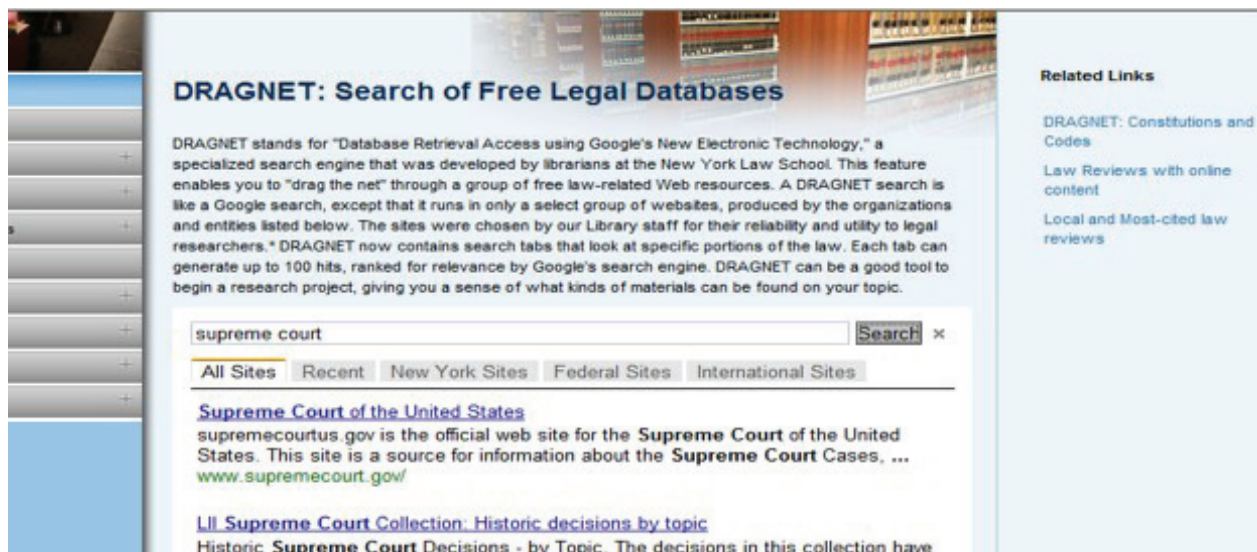 DRAGNET: Search of Free Legal Databases
DRAGNET stands for "Database Retrieval Access using Google's New Electronic Technology," a
specialized search engine that was developed by librarians at the New York Law School. This feature
enables you to "drag the net" through a group of free law-related Web resources. A DRAGNET search is
like a Google search, except that it runs in only a select group of websites, produced by the organizations
and entities listed below. The sites were chosen by our Library staff for their reliability and utility to legal
researchers.* DRAGNET now contains search tabs that look at specific portions of the law. Each tab can
generate up to 100 hits, ranked for relevance by Google's search engine. DRAGNET can be a good tool to
begin a research project, giving you a sense of what kinds of materials can be found on your topic.
supreme court Search ×
All Sites Recent New York Sites Federal Sites International Sites
Supreme Court of the United States
supremecourtus.gov is the official web site for the Supreme Court of the United
States. This site is a source for information about the Supreme Court Cases, ...
www.supremecourt.gov/
LII Supreme Court Collection: Historic decisions by topic
Historic Supreme Court Decisions - by Topic. The decisions in this collection have
Related Links
DRAGNET: Constitutions and
Codes
Law Reviews with online
content
Local and Most-cited law
reviews